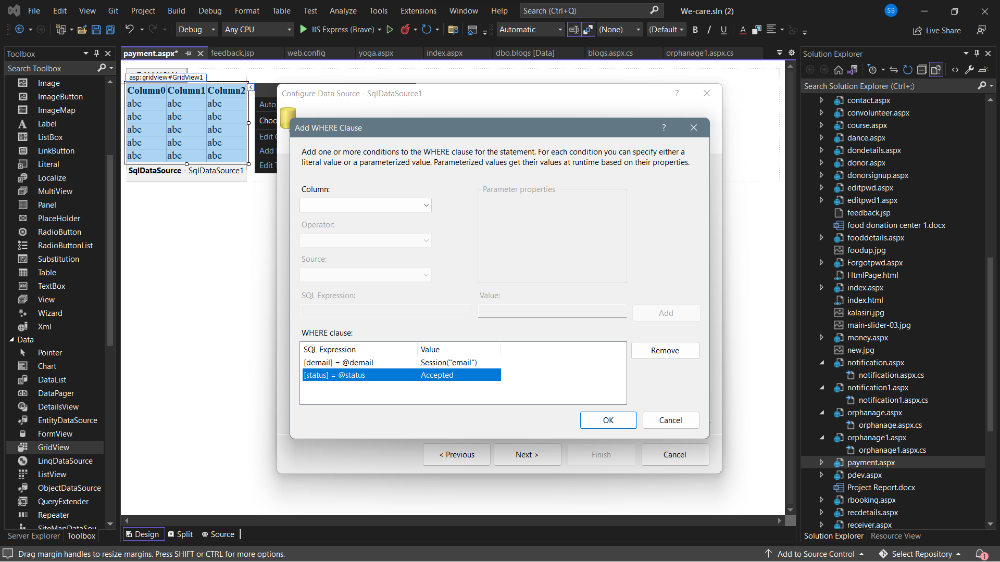 File Edit View Git Project Build Debug Format Table Test Analyze Tools Extensions Window Help Search (Ctrl+Q) We-care.sln (2) SB
Debug Any CPU IIS Express (Brave) Automatic (None) (Default B I U A Live Share
Toolbox
Search Toolbox
Image
ImageButton
ImageMap
Label
ListBox
LinkButton
Literal
Localize
MultiView
Panel
PlaceHolder
RadioButton
RadioButtonList
Substitution
Table
TextBox
View
Wizard
Xml
Data
Pointer
Chart
DataList
DataPager
DetailsView
EntityDataSource
FormView
GridView
LinqDataSource
ListView
ObjectDataSource
QueryExtender
Repeater
Server Explorer Toolbox
payment.aspx* feedback.jsp web.config yoga.aspx index.aspx dbo.blogs [Data] blogs.aspx.cs orphanage1.aspx.cs
asp:gridview#GridView1
Column0 Column1 Column2
abc abc abc
abc abc abc
abc abc abc
abc abc abc
abc abc abc
SqlDataSource - SqlDataSource1
Auto
Choo
Edit
Add
Edit
Configure Data Source - SqlDataSource1 ?
Add WHERE Clause ?
Add one or more conditions to the WHERE clause for the statement. For each condition you can specify either a
literal value or a parameterized value. Parameterized values get their values at runtime based on their properties.
Column: Parameter properties
Operator:
Source:
SQL Expression: Value:
Add
WHERE clause:
SQL Expression Value
[demail] = @demail Session("email")
[status] = @status Accepted
Remove
OK Cancel
< Previous Next > Finish Cancel
Design Split Source
Solution Explorer
Search Solution Explorer (Ctrl+;)
contact.aspx
convolunteer.aspx
course.aspx
dance.aspx
dondetails.aspx
donor.aspx
donorsignup.aspx
editpwd.aspx
editpwd1.aspx
feedback.jsp
food donation center 1.docx
fooddetails.aspx
foodup.jpg
Forgotpwd.aspx
HtmlPage.html
index.aspx
index.html
kalasiri.jpg
main-slider-03.jpg
money.aspx
new.jpg
notification.aspx
notification.aspx.cs
notification1.aspx
notification1.aspx.cs
orphanage.aspx
orphanage.aspx.cs
orphanage1.aspx
orphanage1.aspx.cs
payment.aspx
pdev.aspx
Project Report.docx
rbooking.aspx
recdetails.aspx
receiver.aspx
Solution Explorer Resource View
Drag margin handles to resize margins. Press SHIFT or CTRL for more options. Add to Source Control Select Repository 1